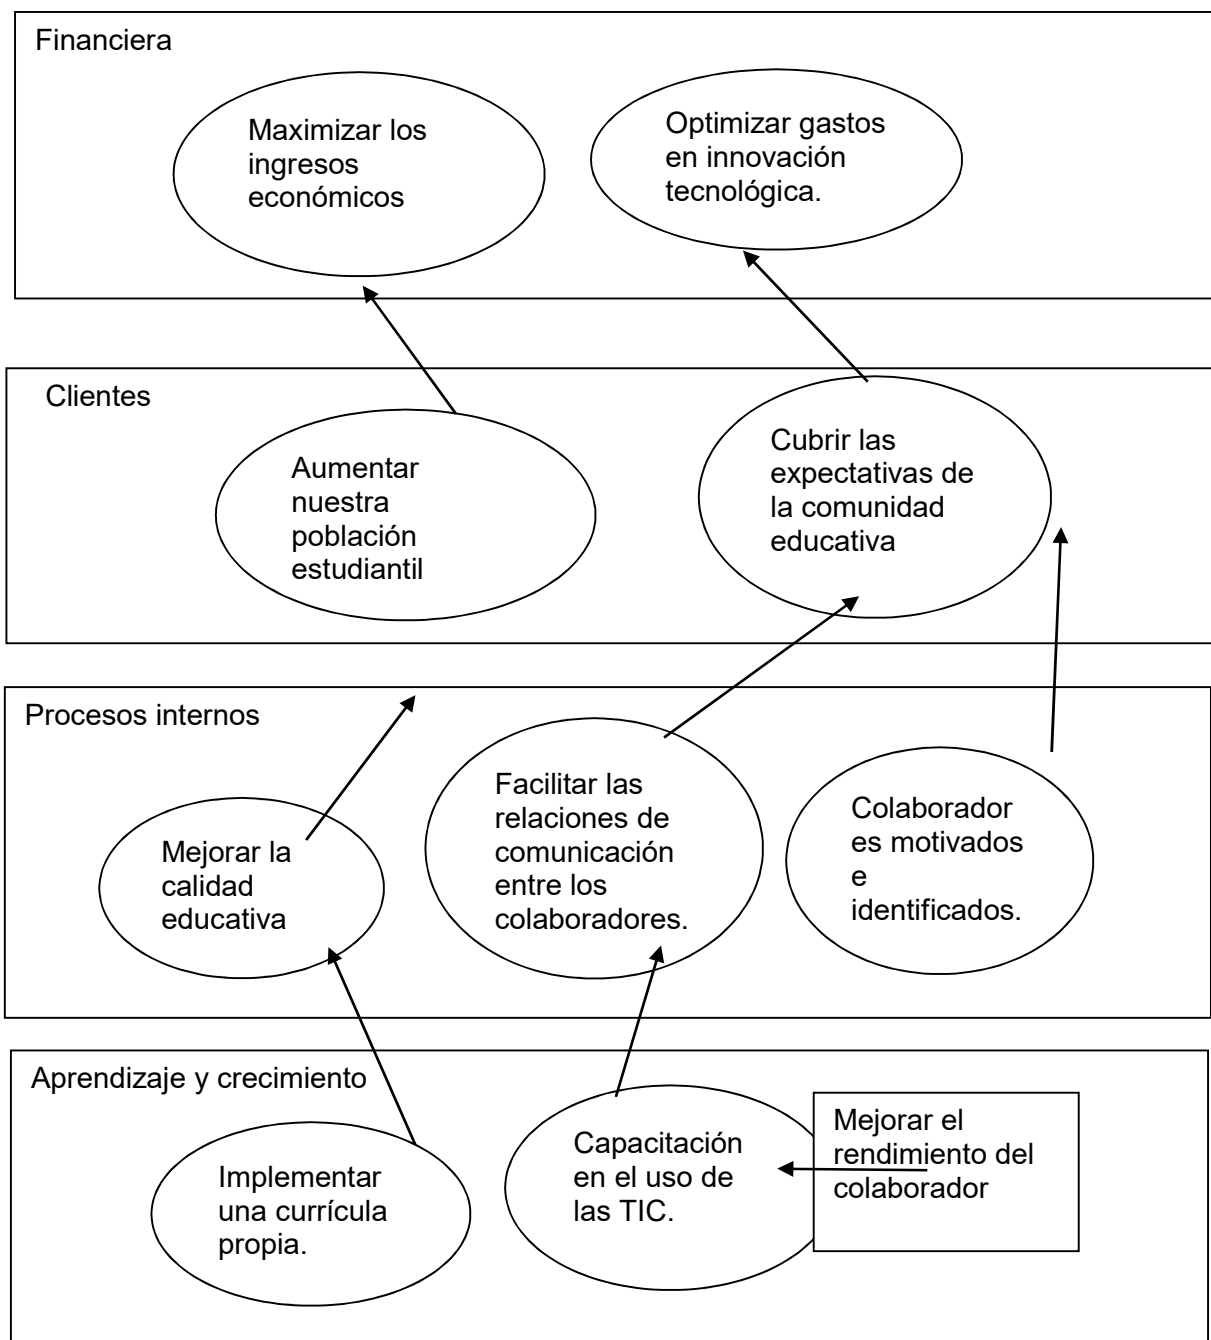 Financiera
Maximizar los
ingresos
económicos
Optimizar gastos
en innovación
tecnológica.
Clientes
Aumentar
nuestra
población
estudiantil
Cubrir las
expectativas de
la comunidad
educativa
Procesos internos
Mejorar la
calidad
educativa
Facilitar las
relaciones de
comunicación
entre los
colaboradores.
Colaborador
es motivados
e
identificados.
Aprendizaje y crecimiento
Implementar
una currícula
propia.
Capacitación
en el uso de
las TIC.
Mejorar el
rendimiento del
colaborador